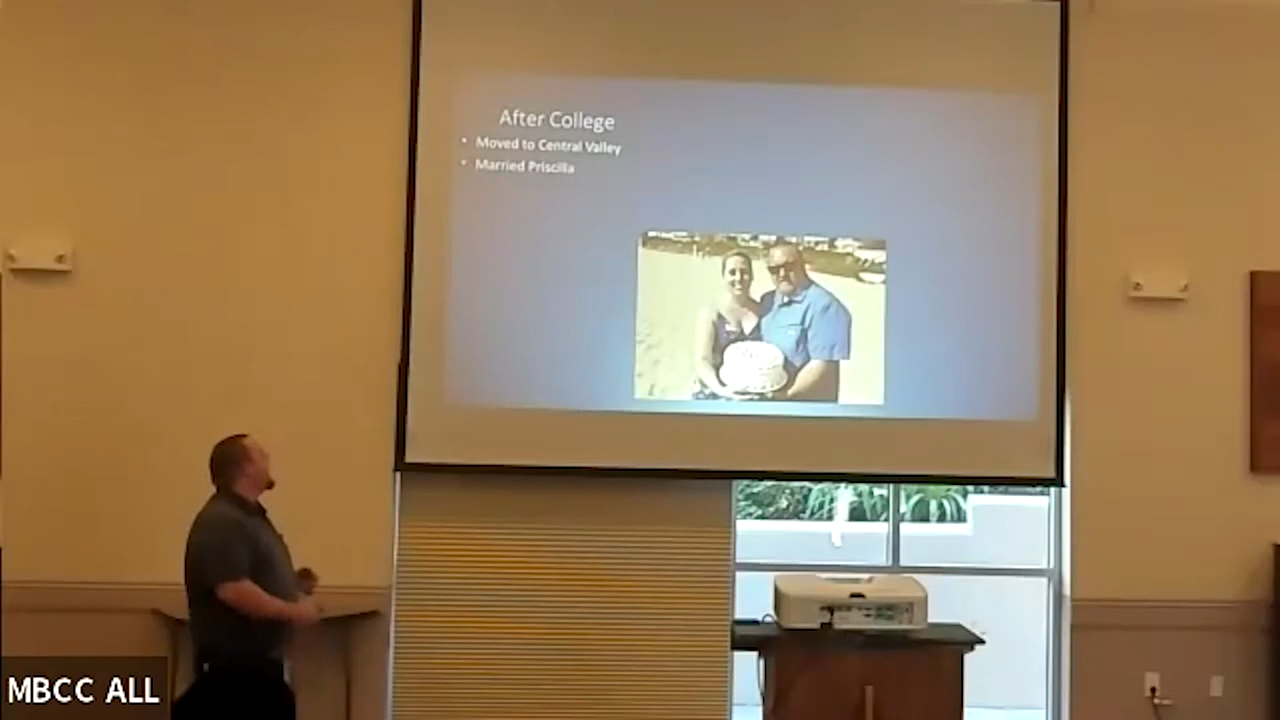 After College
• Moved to Central Valley
• Married Priscilla
MBCC ALL